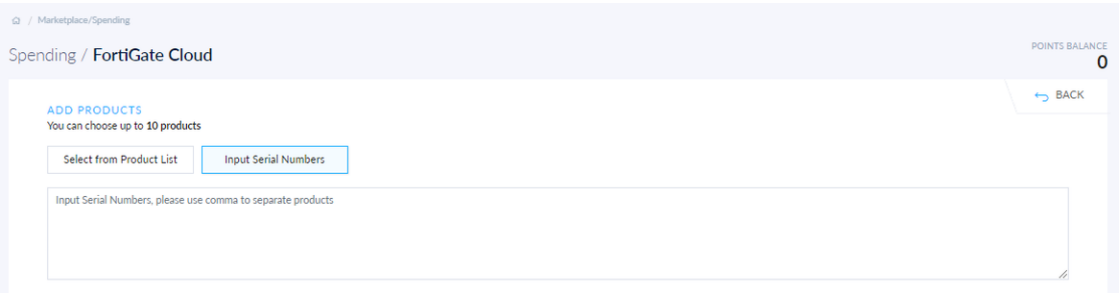 / Marketplace/Spending
Spending / FortiGate Cloud
POINTS BALANCE
0
BACK
ADD PRODUCTS
You can choose up to 10 products
Select from Product List
Input Serial Numbers
Input Serial Numbers, please use comma to separate products